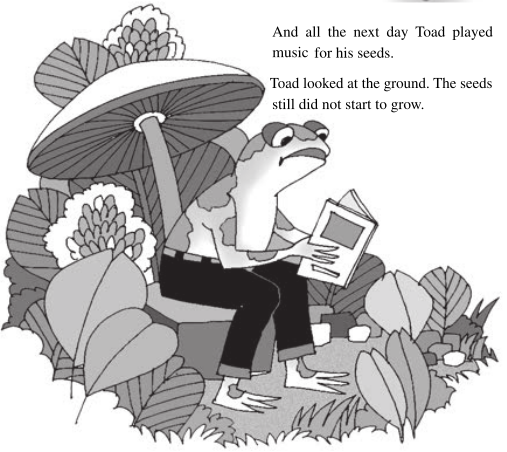 And all the next day Toad played
music for his seeds.
Toad looked at the ground. The seeds
still did not start to grow.